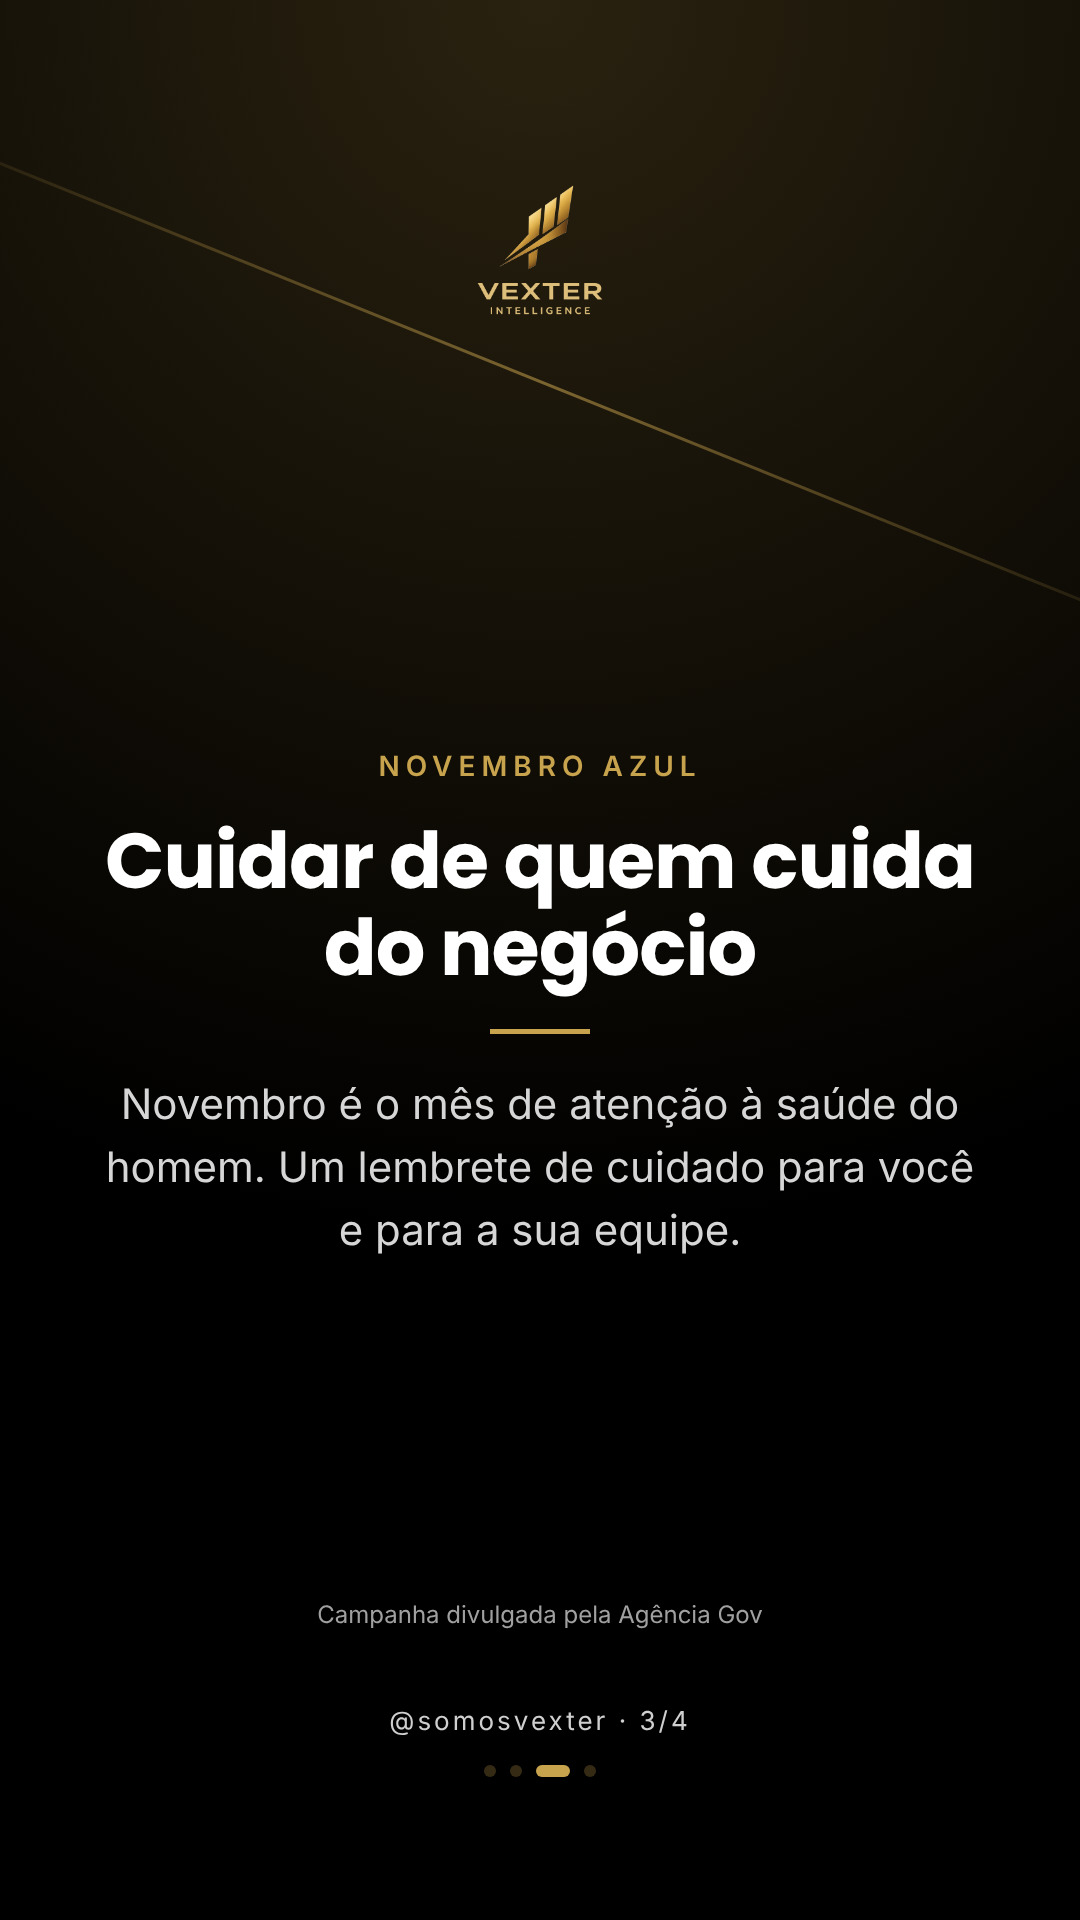 VEXTER
INTELLIGENCE
NOVEMBRO AZUL
Cuidar de quem cuida
do negócio
Novembro é o mês de atenção à saúde do
homem. Um lembrete de cuidado para você
e para a sua equipe.
Campanha divulgada pela Agência Gov
@somosvexter · 3/4